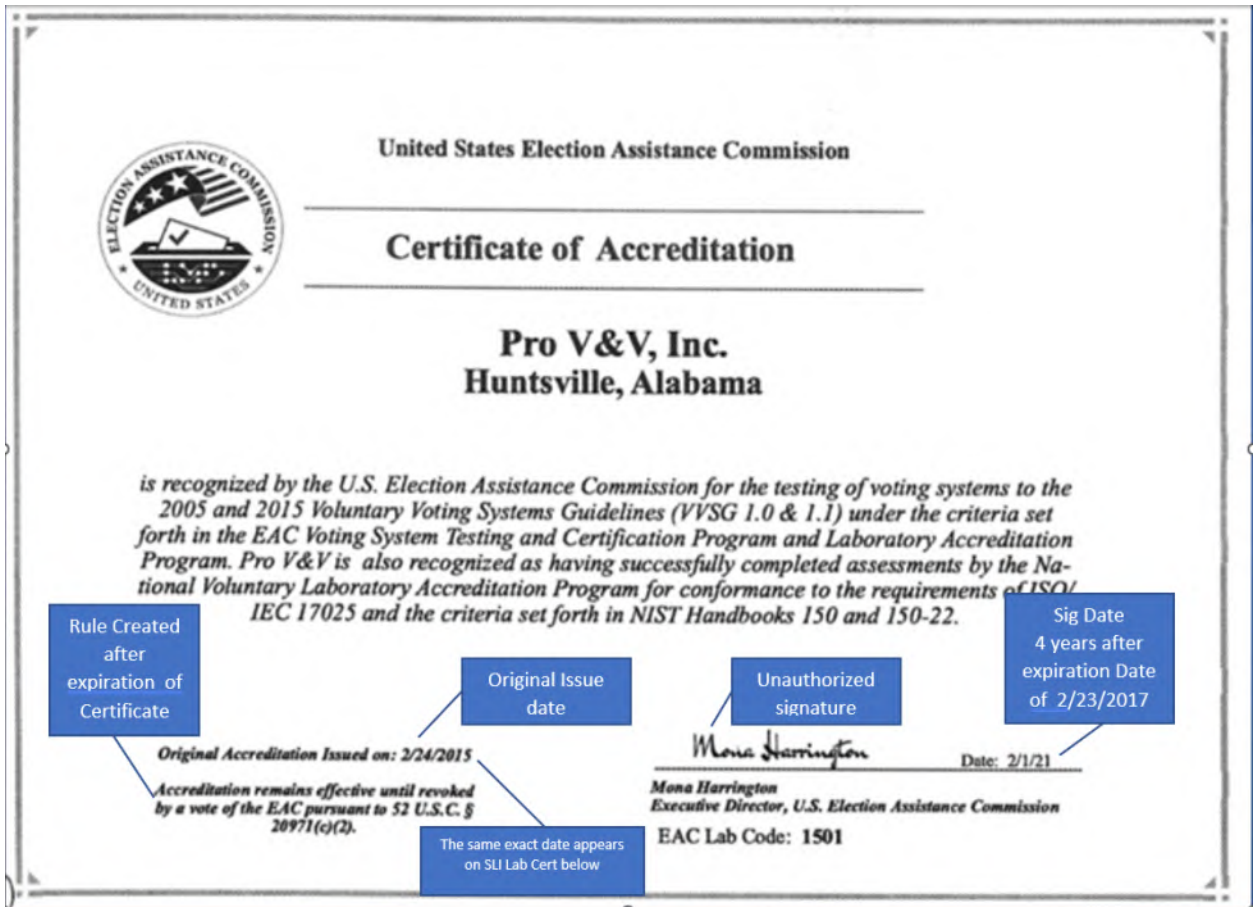 ELECTION ASSISTANCE COMMISSION
UNITED STATES
United States Election Assistance Commission
Certificate of Accreditation
Pro V&V, Inc.
Huntsville, Alabama
is recognized by the U.S. Election Assistance Commission for the testing of voting systems to the
2005 and 2015 Voluntary Voting Systems Guidelines (VVSG 1.0 & 1.1) under the criteria set
forth in the EAC Voting System Testing and Certification Program and Laboratory Accreditation
Program. Pro V&V is also recognized as having successfully completed assessments by the Na-
tional Voluntary Laboratory Accreditation Program for conformance to the requirements of ISO/
IEC 17025 and the criteria set forth in NIST Handbooks 150 and 150-22.
Rule Created
after
expiration of
Certificate
Original Issue
date
Unauthorized
signature
Sig Date
4 years after
expiration Date
of 2/23/2017
Original Accreditation Issued on: 2/24/2015
Accreditation remains effective until revoked
by a vote of the EAC pursuant to 52 U.S.C. §
20971(c)(2).
The same exact date appears
on SLI Lab Cert below
Mona Harrington
Date: 2/1/21
Mona Harrington
Executive Director, U.S. Election Assistance Commission
EAC Lab Code: 1501